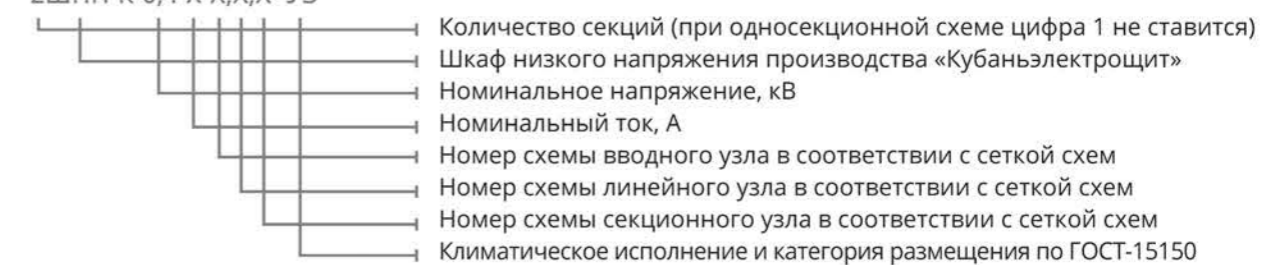 Количество секций (при односекционной схеме цифра 1 не ставится)
Шкаф низкого напряжения производства «Кубаньэлектрощит»
Номинальное напряжение, кВ
Номинальный ток, А
Номер схемы вводного узла в соответствии с сеткой схем
Номер схемы линейного узла в соответствии с сеткой схем
Номер схемы секционного узла в соответствии с сеткой схем
Климатическое исполнение и категория размещения по ГОСТ-15150